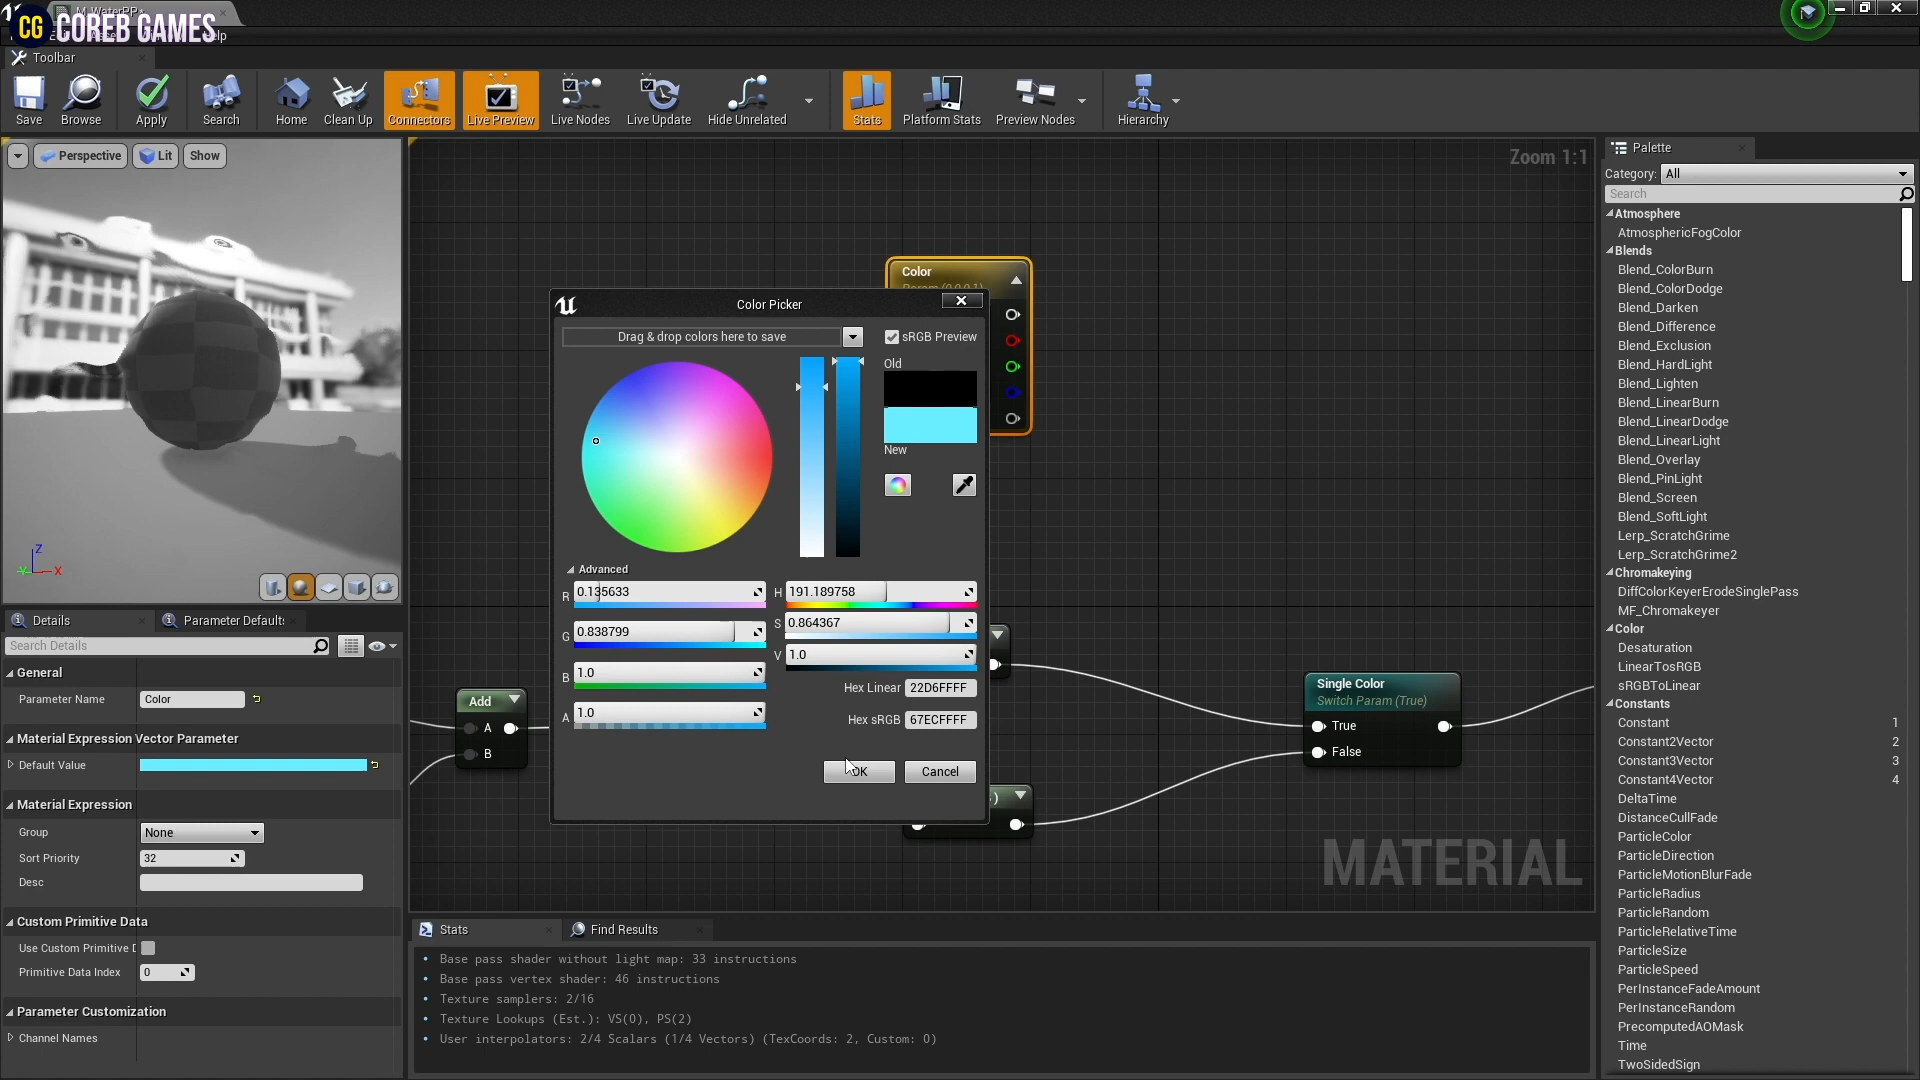 M_WaterPP*
CG COREB GAMES
Help
Toolbar
Save
Browse
Apply
Search
Home
Clean Up
Connectors
Live Preview
Live Nodes
Live Update
Hide Unrelated
Stats
Platform Stats
Preview Nodes
Hierarchy
Perspective
Lit
Show
Z
Y
X
Details
Parameter Defaults
Search Details
General
Parameter Name
Color
Material Expression Vector Parameter
Default Value
Material Expression
Group
None
Sort Priority
32
Desc
Custom Primitive Data
Use Custom Primitive D
Primitive Data Index
0
Parameter Customization
Channel Names
Zoom 1:1
Color
Param (0,0,0,1)
Color Picker
Drag & drop colors here to save
sRGB Preview
Old
New
Advanced
R
0.135633
G
0.838799
B
1.0
A
1.0
H
191.189758
S
0.864367
V
1.0
Hex Linear
22D6FFFF
Hex sRGB
67ECFFFF
OK
Cancel
Add
A
B
)
Single Color
Switch Param (True)
True
False
MATERIAL
Stats
Find Results
• Base pass shader without light map: 33 instructions
• Base pass vertex shader: 46 instructions
• Texture samplers: 2/16
• Texture Lookups (Est.): VS(0), PS(2)
• User interpolators: 2/4 Scalars (1/4 Vectors) (TexCoords: 2, Custom: 0)
Palette
Category:
All
Search
Atmosphere
AtmosphericFogColor
Blends
Blend_ColorBurn
Blend_ColorDodge
Blend_Darken
Blend_Difference
Blend_Exclusion
Blend_HardLight
Blend_Lighten
Blend_LinearBurn
Blend_LinearDodge
Blend_LinearLight
Blend_Overlay
Blend_PinLight
Blend_Screen
Blend_SoftLight
Lerp_ScratchGrime
Lerp_ScratchGrime2
Chromakeying
DiffColorKeyerErodeSinglePass
MF_Chromakeyer
Color
Desaturation
LinearTosRGB
sRGBToLinear
Constants
Constant 1
Constant2Vector 2
Constant3Vector 3
Constant4Vector 4
DeltaTime
DistanceCullFade
ParticleColor
ParticleDirection
ParticleMotionBlurFade
ParticleRadius
ParticleRandom
ParticleRelativeTime
ParticleSize
ParticleSpeed
PerInstanceFadeAmount
PerInstanceRandom
PrecomputedAOMask
Time
TwoSidedSign